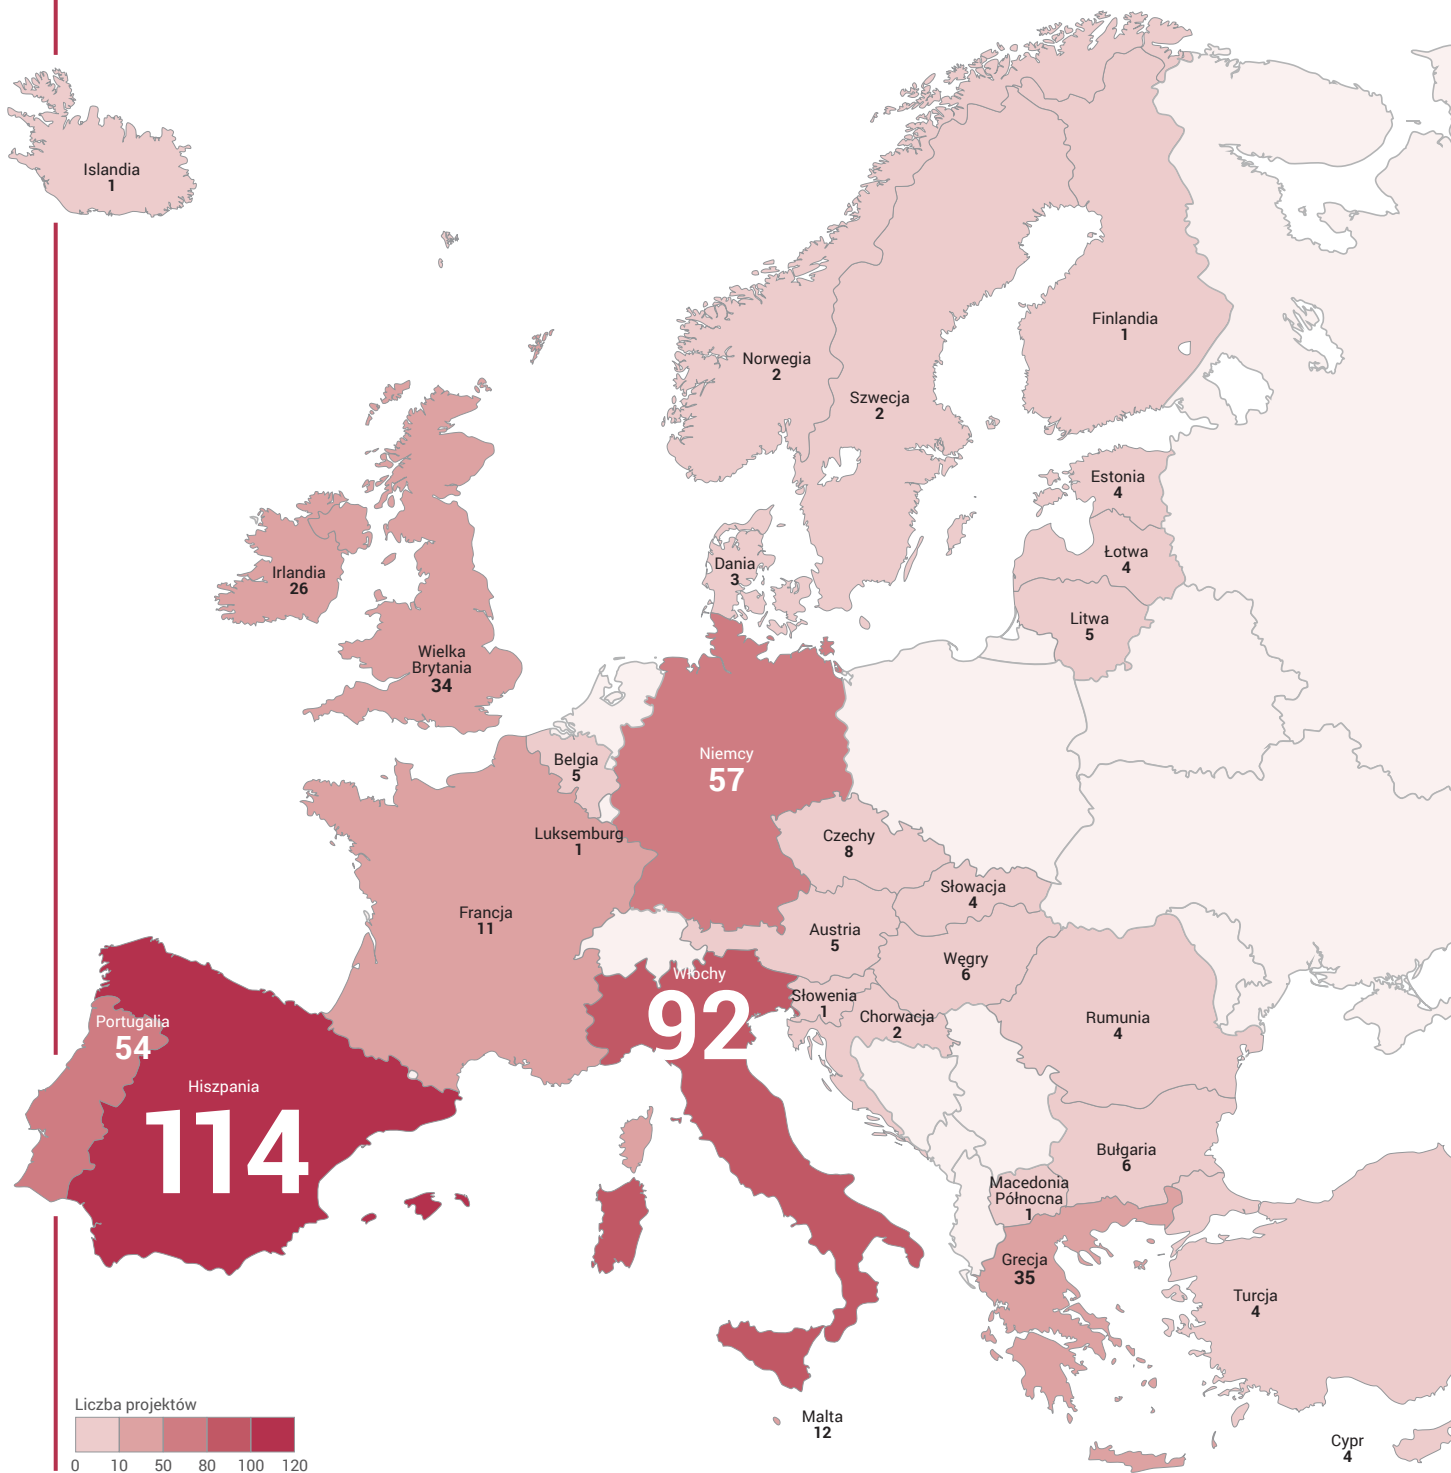 Islandia
1
Finlandia
1
Norwegia
2
Szwecja
2
Estonia
4
Łotwa
4
Dania
3
Irlandia
26
Litwa
5
Wielka
Brytania
34
Niemcy
57
Belgia
5
Luksemburg
1
Czechy
8
Słowacja
4
Francja
11
Austria
5
Węgry
6
Włochy
92
Słowenia
1
Chorwacja
2
Rumunia
4
Portugalia
54
Hiszpania
114
Bułgaria
6
Macedonia
Północna
1
Grecja
35
Turcja
4
Malta
12
Cypr
4
Liczba projektów
0 10 50 80 100 120